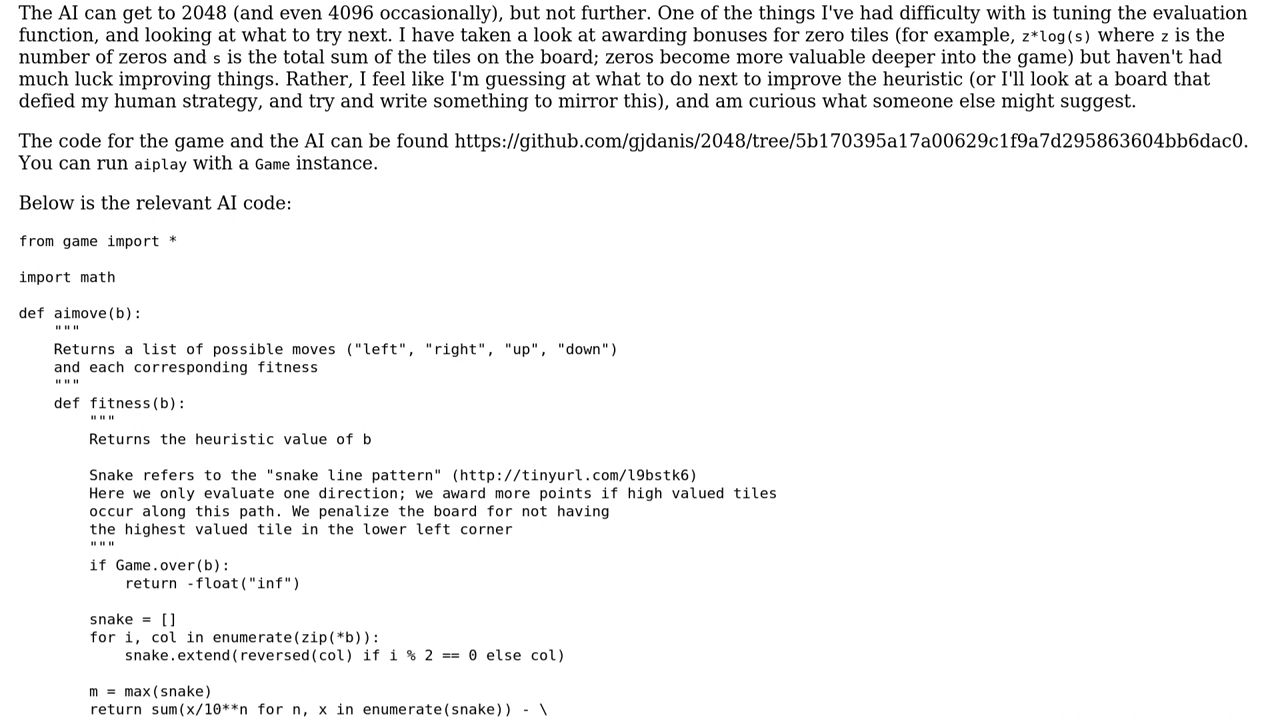 The AI can get to 2048 (and even 4096 occasionally), but not further. One of the things I've had difficulty with is tuning the evaluation
function, and looking at what to try next. I have taken a look at awarding bonuses for zero tiles (for example, z*log(s) where z is the
number of zeros and s is the total sum of the tiles on the board; zeros become more valuable deeper into the game) but haven't had
much luck improving things. Rather, I feel like I'm guessing at what to do next to improve the heuristic (or I'll look at a board that
defied my human strategy, and try and write something to mirror this), and am curious what someone else might suggest.
The code for the game and the AI can be found https://github.com/gjdanis/2048/tree/5b170395a17a00629c1f9a7d295863604bb6dac0.
You can run aiplay with a Game instance.
Below is the relevant AI code:
from game import *
import math
def aimove(b):
    """
    Returns a list of possible moves ("left", "right", "up", "down")
    and each corresponding fitness
    """
    def fitness(b):
        """
        Returns the heuristic value of b
        Snake refers to the "snake line pattern" (http://tinyurl.com/l9bstk6)
        Here we only evaluate one direction; we award more points if high valued tiles
        occur along this path. We penalize the board for not having
        the highest valued tile in the lower left corner
        """
        if Game.over(b):
            return -float("inf")
        snake = []
        for i, col in enumerate(zip(*b)):
            snake.extend(reversed(col) if i % 2 == 0 else col)
        m = max(snake)
        return sum(x/10**n for n, x in enumerate(snake)) - \